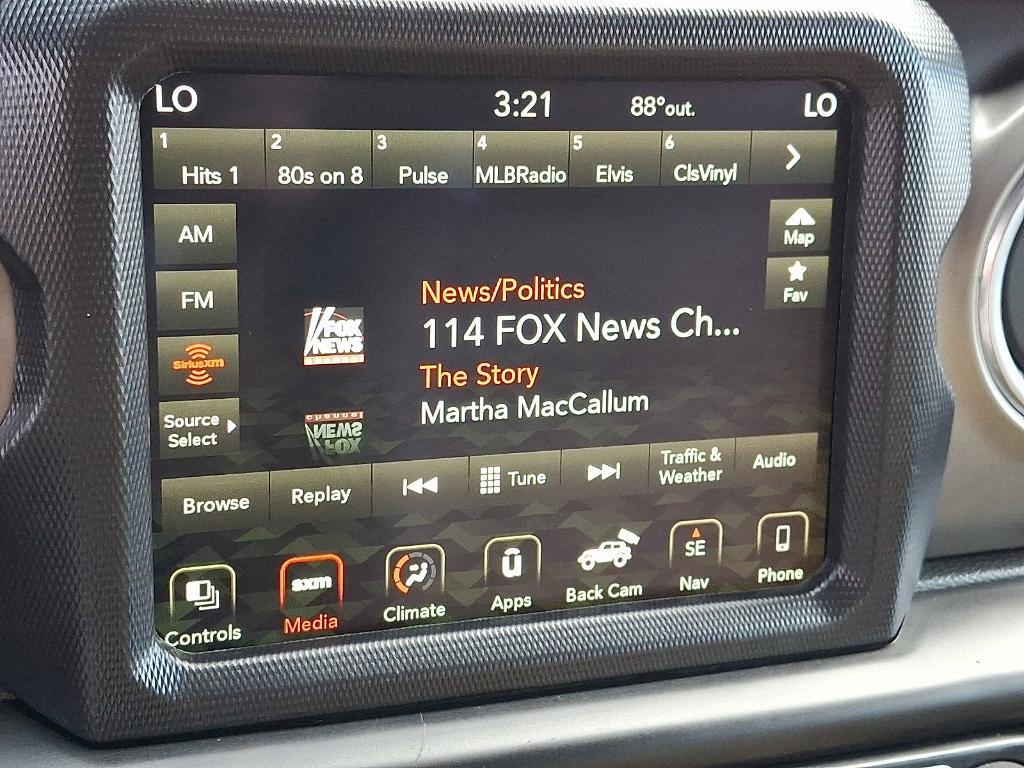 LO
3:21
88°out.
LO
1
Hits 1
2
80s on 8
3
Pulse
4
MLBRadio
5
Elvis
6
ClsVinyl
AM
FM
SiriusXM
Source
Select
Map
Fav
FOX
NEWS
channel
News/Politics
114 FOX News Ch...
The Story
Martha MacCallum
Browse
Replay
Tune
Traffic &
Weather
Audio
Controls
sxm
Media
Climate
ū
Apps
Back Cam
SE
Nav
Phone